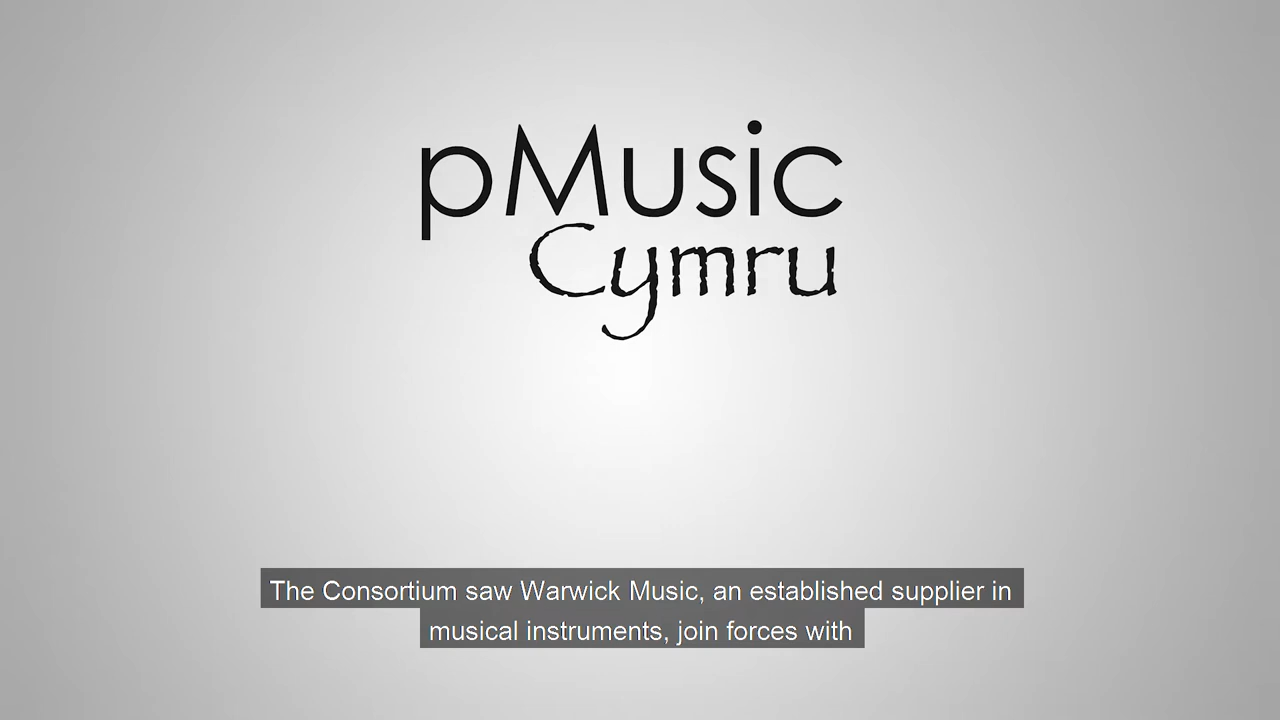 pMusic
Cymru
The Consortium saw Warwick Music, an established supplier in
musical instruments, join forces with